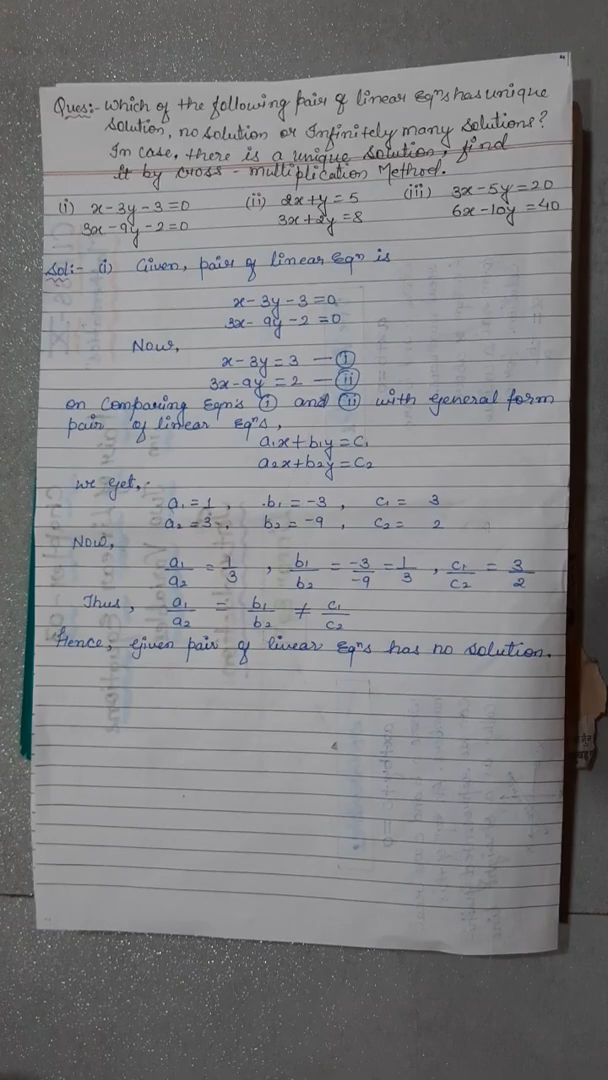 Ques:- Which of the following pair of linear Eqns has unique
solution, no solution or Infinitely many solutions?
In case, there is a unique solution, find
it by cross-multiplication Method.
(i) x-3y-3=0 (ii) 2x+y=5 (iii) 3x-5y=20
3x-9y-2=0 3x+2y=8 6x-10y=40
Sol:- (i) Given, pair of linear Eqn is
x-3y-3=0
3x-9y-2=0
Now,
x-3y=3 —(i)
3x-9y=2 —(ii)
on comparing Eqn's (i) and (ii) with general form
pair of linear Eqns,
a₁x+b₁y=c₁
a₂x+b₂y=c₂
we get,
a₁=1, b₁=-3, c₁= 3
a₂=3, b₂=-9, c₂= 2
Now,
a₁/a₂ = 1/3, b₁/b₂ = -3/-9 = 1/3, c₁/c₂ = 3/2
Thus, a₁/a₂ = b₁/b₂ ≠ c₁/c₂
Hence, given pair of linear Eqns has no solution.